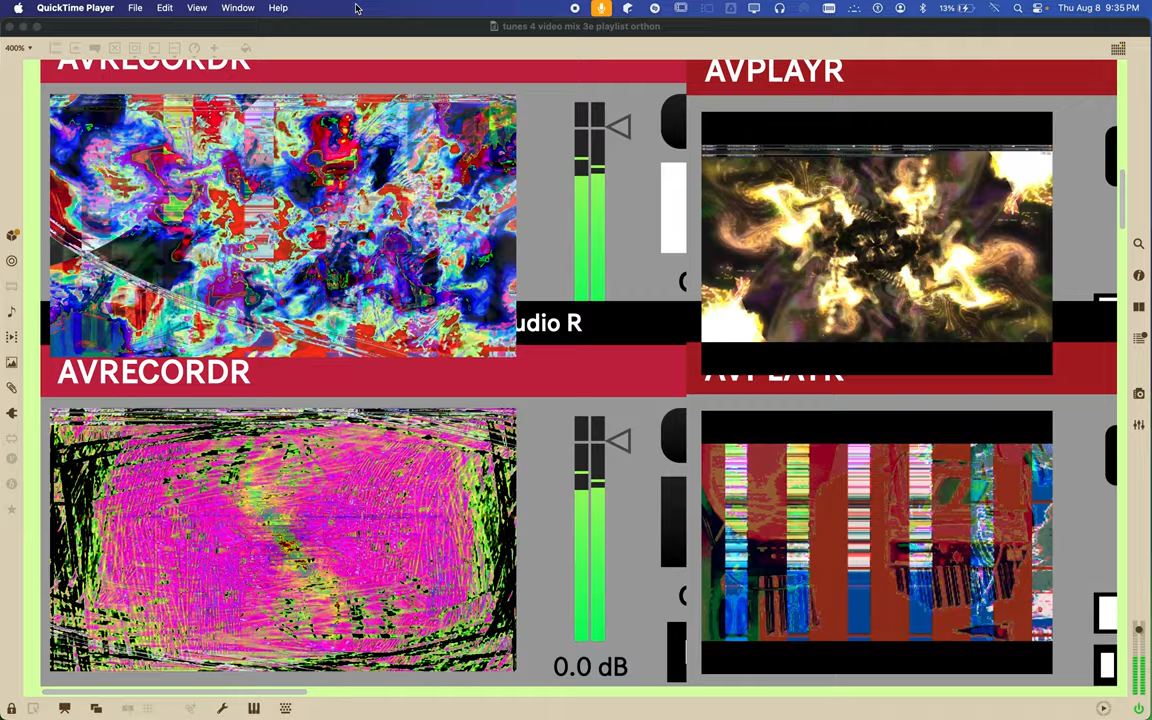 QuickTime Player File Edit View Window Help 13% Thu Aug 8 9:35 PM
tunes 4 video mix 3e playlist orthon
400%
AVRECORDR
AVPLAYR
udio R
AVRECORDR
AVPLAYR
0.0 dB